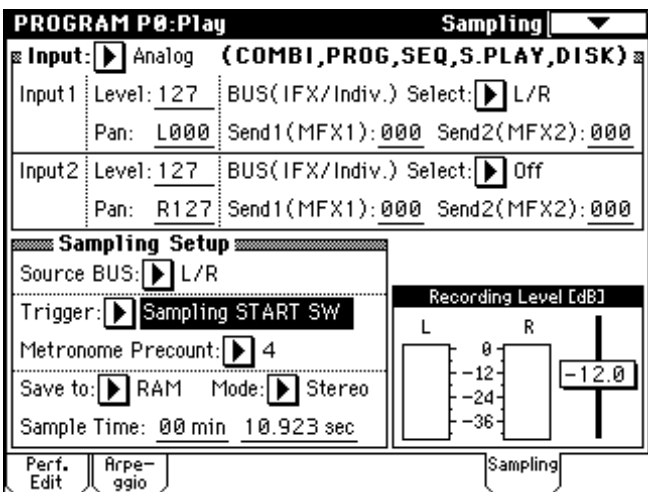 PROGRAM P0:Play Sampling
Input: Analog (COMBI,PROG,SEQ,S.PLAY,DISK)
Input1 Level: 127 BUS(IFX/Indiv.) Select: L/R
Pan: L000 Send1(MFX1): 000 Send2(MFX2): 000
Input2 Level: 127 BUS(IFX/Indiv.) Select: Off
Pan: R127 Send1(MFX1): 000 Send2(MFX2): 000
Sampling Setup
Source BUS: L/R
Trigger: Sampling START SW
Metronome Precount: 4
Save to: RAM Mode: Stereo
Sample Time: 00 min 10.923 sec
Recording Level [dB]
L R
0
-12
-24
-36
-12.0
Perf. Edit
Arpe-ggio
Sampling